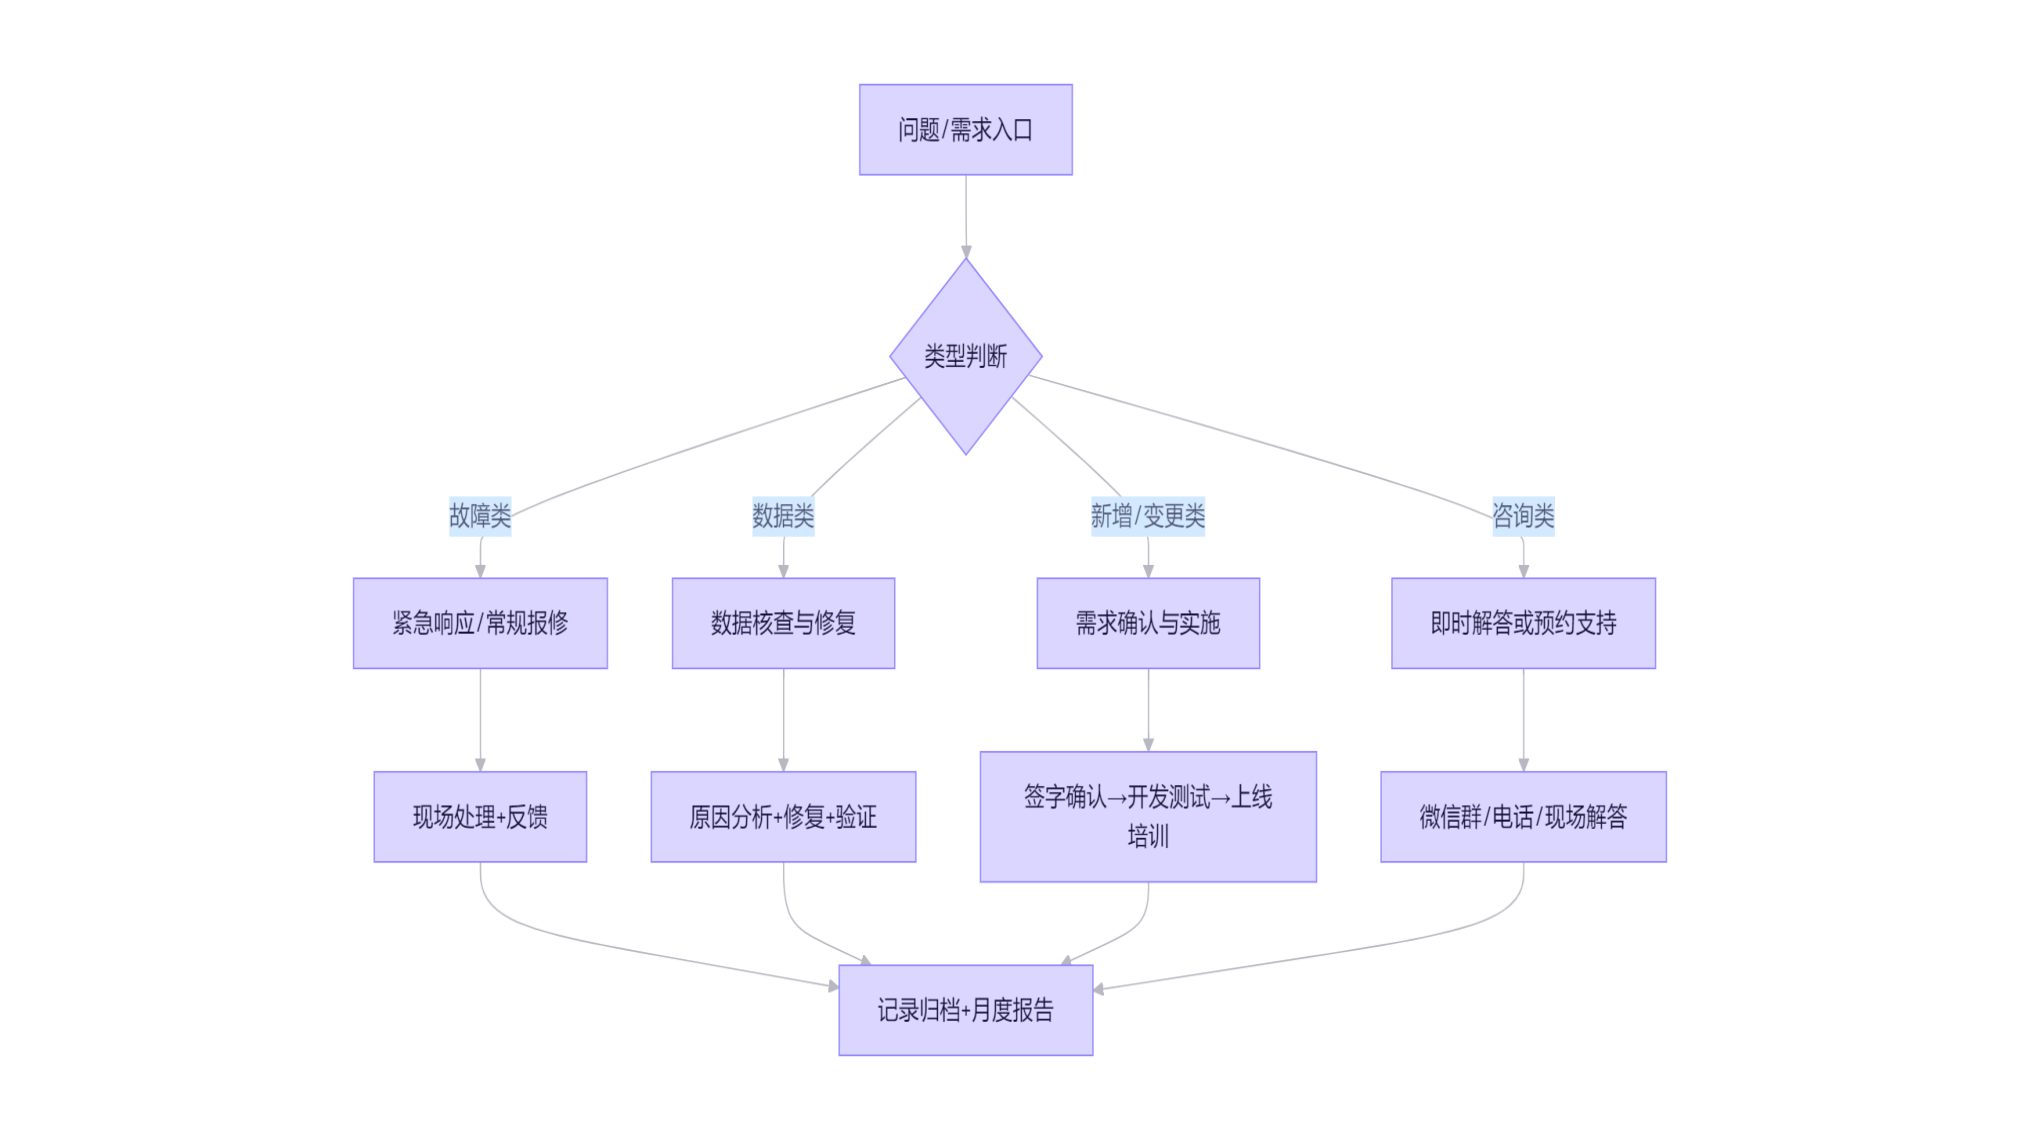 问题/需求入口
类型判断
故障类
数据类
新增/变更类
咨询类
紧急响应/常规报修
数据核查与修复
需求确认与实施
即时解答或预约支持
现场处理+反馈
原因分析+修复+验证
签字确认→开发测试→上线
培训
微信群/电话/现场解答
记录归档+月度报告